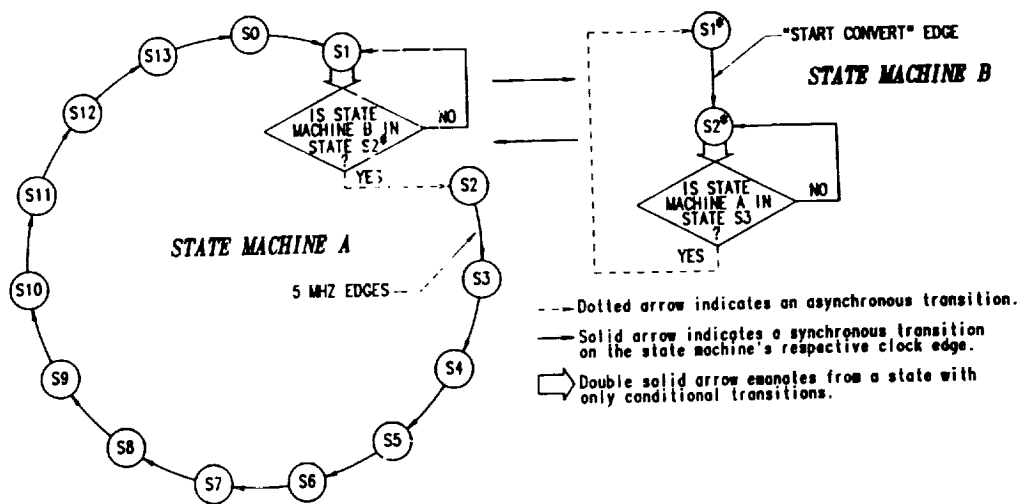 S0
S1
IS STATE
MACHINE B IN
STATE S2*
?
NO
YES
S2
S3
S4
S5
S6
S7
S8
S9
S10
S11
S12
S13
STATE MACHINE A
5 MHZ EDGES
S1*
"START CONVERT" EDGE
STATE MACHINE B
S2*
IS STATE
MACHINE A IN
STATE S3
?
NO
YES
Dotted arrow indicates an asynchronous transition.
Solid arrow indicates a synchronous transition
on the state machine's respective clock edge.
Double solid arrow emanates from a state with
only conditional transitions.